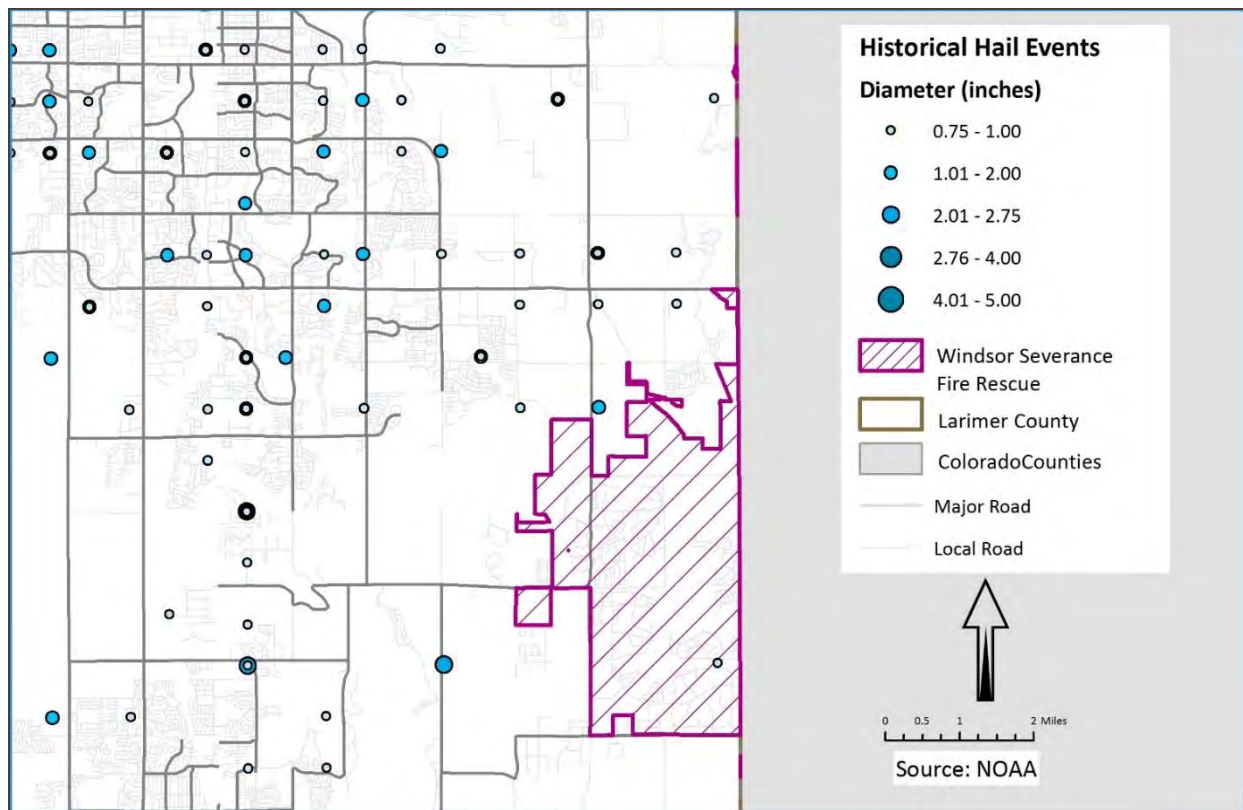 Historical Hail Events
Diameter (inches)
0.75 - 1.00
1.01 - 2.00
2.01 - 2.75
2.76 - 4.00
4.01 - 5.00
Windsor Severance
Fire Rescue
Larimer County
ColoradoCounties
Major Road
Local Road
0 0.5 1 2 Miles
Source: NOAA